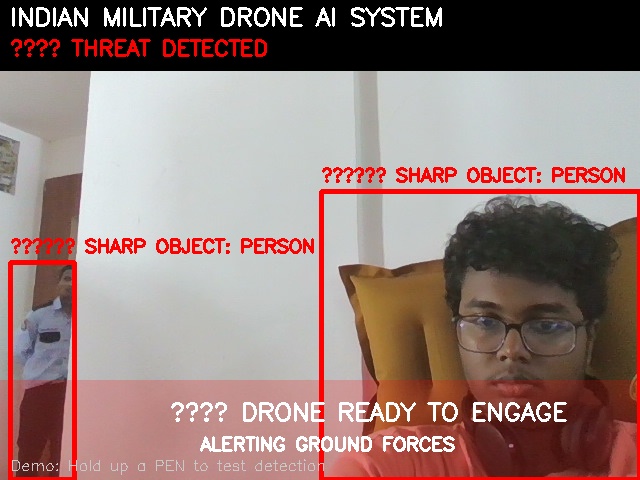 INDIAN MILITARY DRONE AI SYSTEM
???? THREAT DETECTED
?????? SHARP OBJECT: PERSON
?????? SHARP OBJECT: PERSON
???? DRONE READY TO ENGAGE
ALERTING GROUND FORCES
Demo: Hold up a PEN to test detection